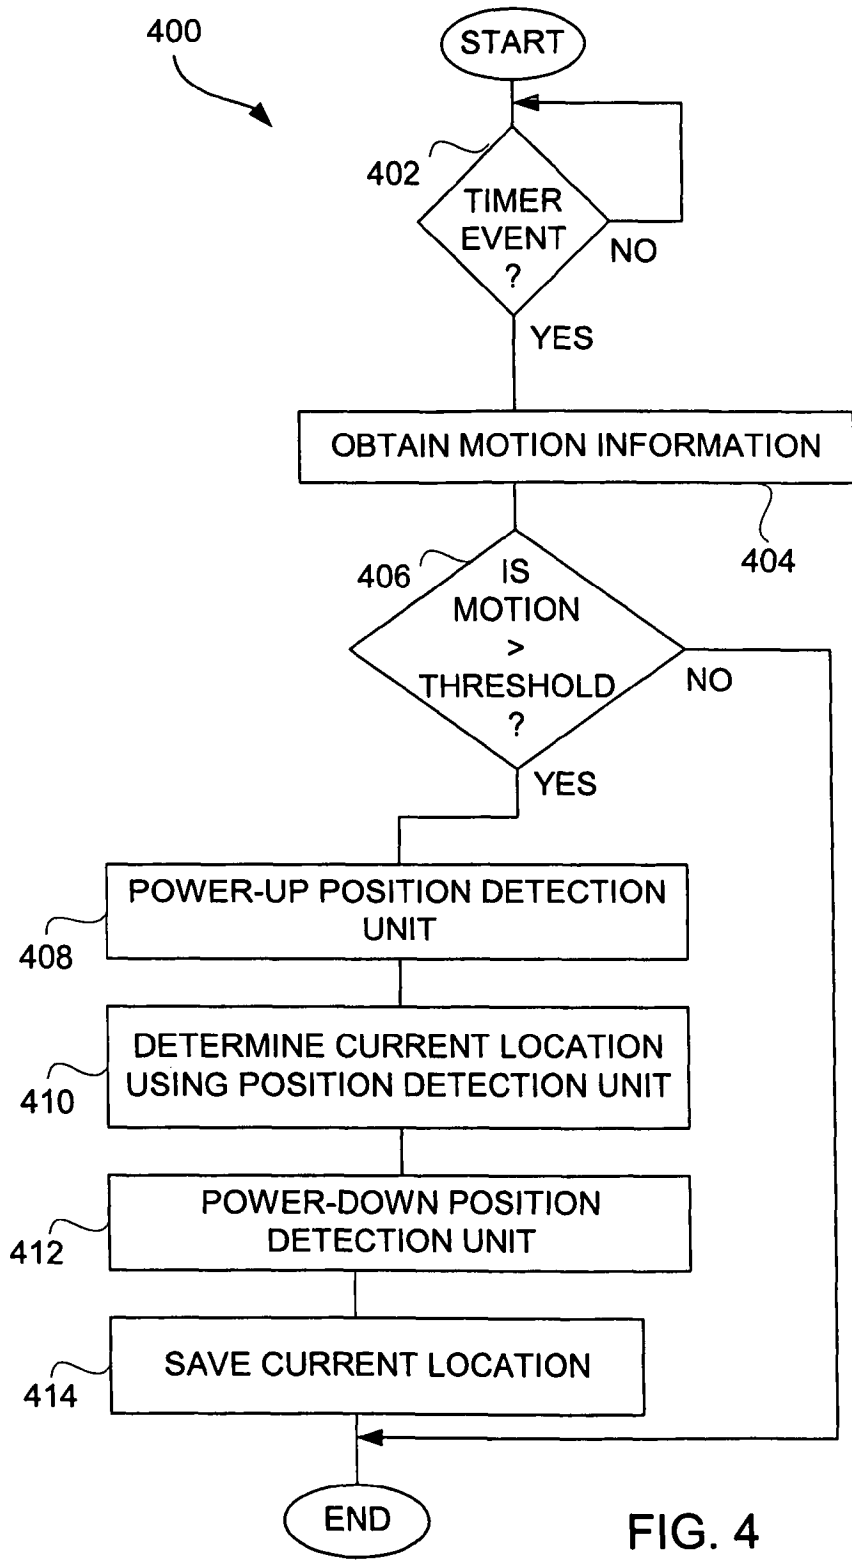 400
START
402
TIMER
EVENT
?
NO
YES
OBTAIN MOTION INFORMATION
404
406
IS
MOTION
>
THRESHOLD
?
NO
YES
POWER-UP POSITION DETECTION
UNIT
408
DETERMINE CURRENT LOCATION
USING POSITION DETECTION UNIT
410
POWER-DOWN POSITION
DETECTION UNIT
412
SAVE CURRENT LOCATION
414
END
FIG. 4